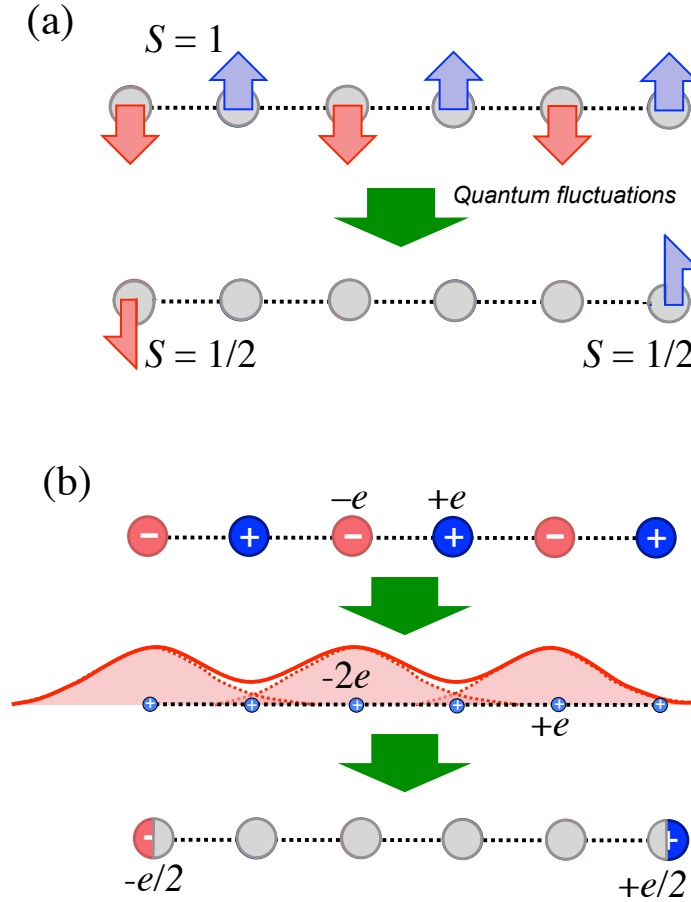 (a)
S = 1
Quantum fluctuations
S = 1/2 S = 1/2
(b)
–e +e
− + − + − +
-2e
+ + + + + +
+e
− +
-e/2 +e/2